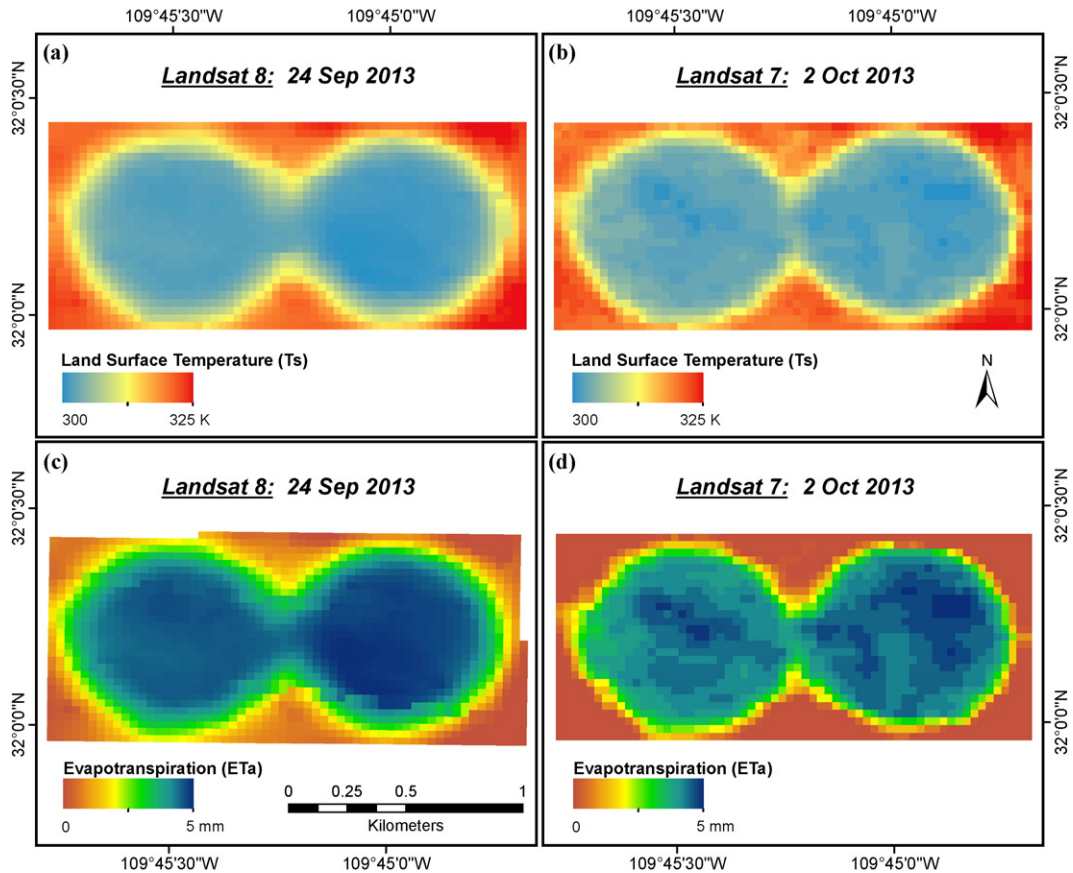 109°45'30"W 109°45'0"W 109°45'30"W 109°45'0"W
(a) Landsat 8: 24 Sep 2013
(b) Landsat 7: 2 Oct 2013
32°0'30"N
32°0'30"N
32°0'0"N
32°0'0"N
Land Surface Temperature (Ts)
300 325 K
Land Surface Temperature (Ts)
300 325 K
N
(c) Landsat 8: 24 Sep 2013
(d) Landsat 7: 2 Oct 2013
32°0'30"N
32°0'30"N
32°0'0"N
32°0'0"N
Evapotranspiration (ETa)
0 5 mm
0 0.25 0.5 1
Kilometers
Evapotranspiration (ETa)
0 5 mm
109°45'30"W 109°45'0"W 109°45'30"W 109°45'0"W